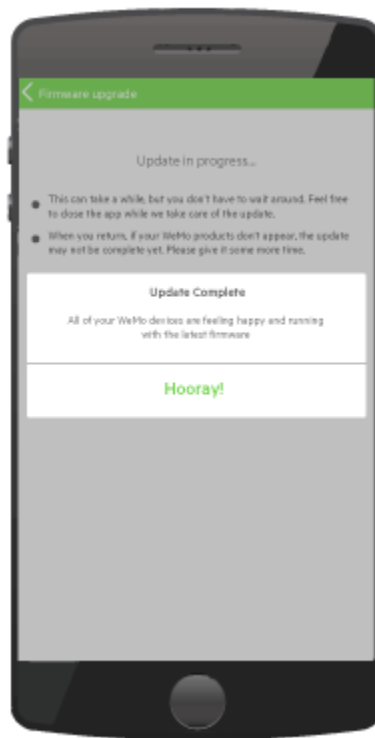 Firmware upgrade
Update in progress...
This can take a while, but you don't have to wait around. Feel free
to close the app while we take care of the update.
When you return, if your WeMo products don't appear, the update
may not be complete yet. Please give it some more time.
Update Complete
All of your WeMo devices are feeling happy and running
with the latest firmware
Hooray!